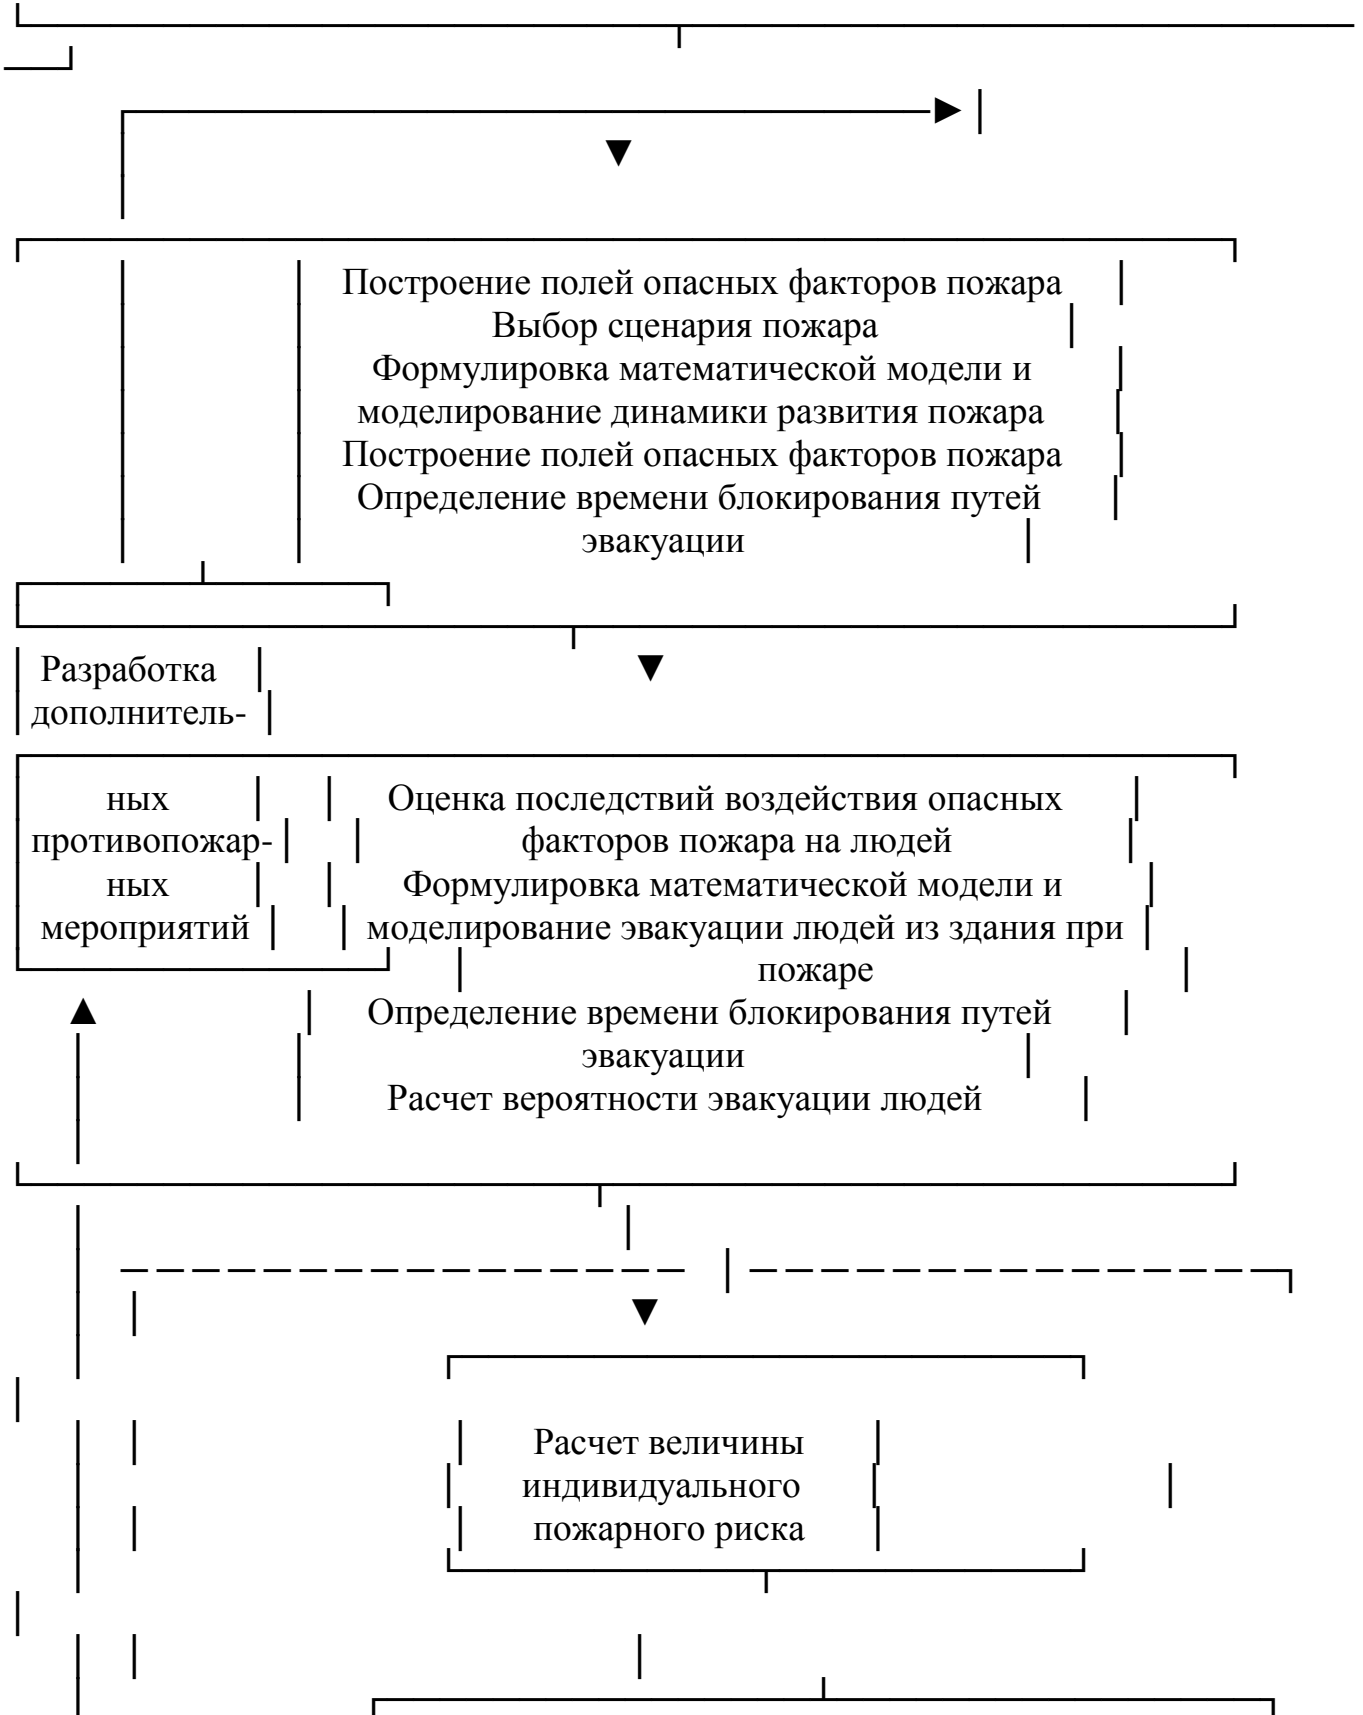 Построение полей опасных факторов пожара
Выбор сценария пожара
Формулировка математической модели и
моделирование динамики развития пожара
Построение полей опасных факторов пожара
Определение времени блокирования путей
эвакуации
Разработка
дополнитель-
ных Оценка последствий воздействия опасных
противопожар- факторов пожара на людей
ных Формулировка математической модели и
мероприятий моделирование эвакуации людей из здания при
пожаре
Определение времени блокирования путей
эвакуации
Расчет вероятности эвакуации людей
Расчет величины
индивидуального
пожарного риска